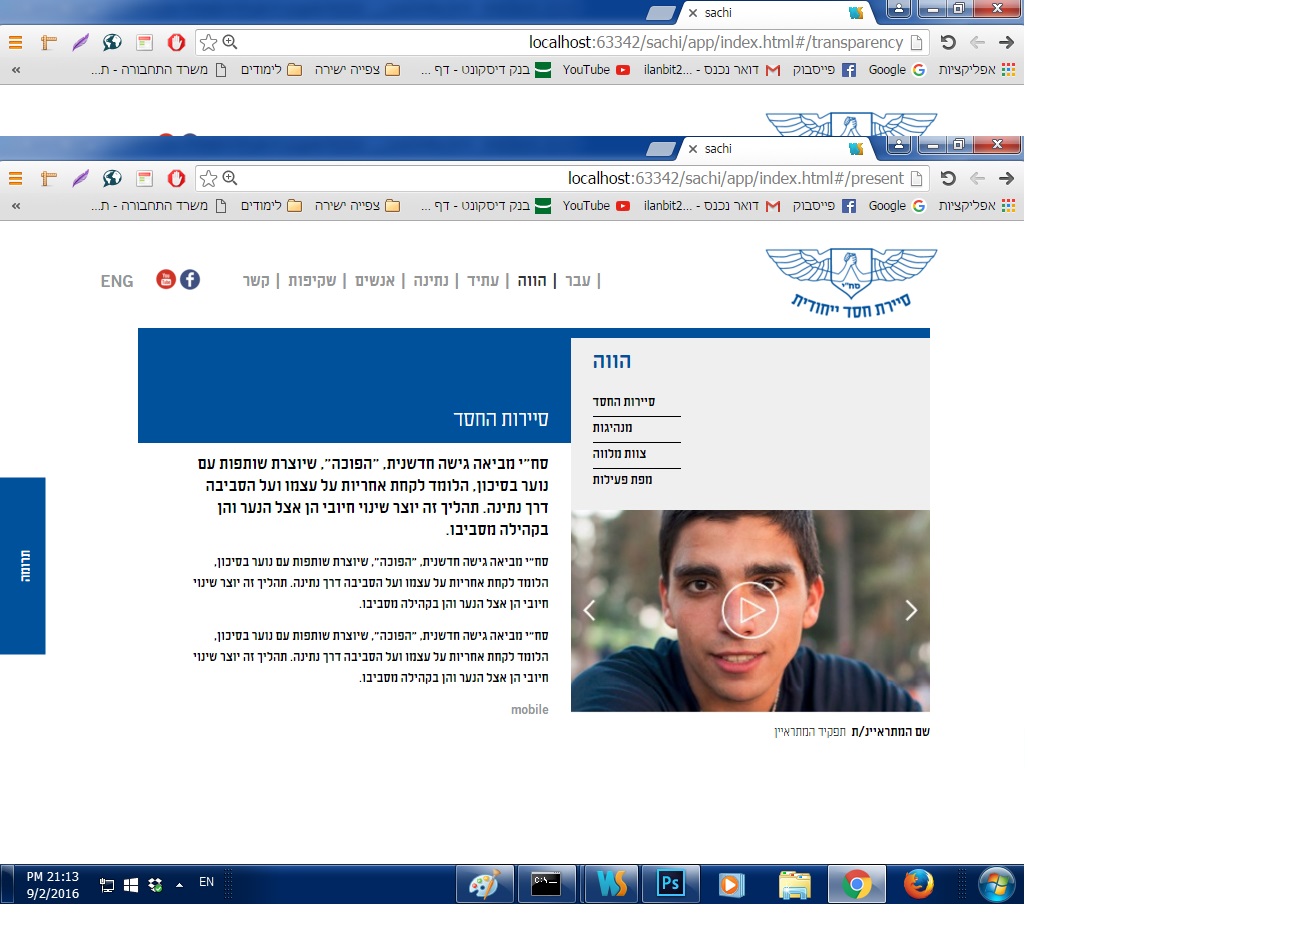 sachi
localhost:63342/sachi/app/index.html#/transparency
אפליקציות Google פייסבוק דואר נכנס - ilanbit2... YouTube בנק דיסקונט - דף ... צפייה ישירה לימודים משרד התחבורה - ת... »
sachi
localhost:63342/sachi/app/index.html#/present
אפליקציות Google פייסבוק דואר נכנס - ilanbit2... YouTube בנק דיסקונט - דף ... צפייה ישירה לימודים משרד התחבורה - ת... »
סח"י
סיירת חסד ייחודית
| עבר | הווה | עתיד | נתינה | אנשים | שקיפות | קשר
You Tube
ENG
הווה
סיירות החסד
מנהיגות
צוות מלווה
מפת פעילות
סיירות החסד
סח"י מביאה גישה חדשנית, "הפוכה", שיוצרת שותפות עם
נוער בסיכון, הלומד לקחת אחריות על עצמו ועל הסביבה
דרך נתינה. תהליך זה יוצר שינוי חיובי הן אצל הנער והן
בקהילה מסביבו.
סח"י מביאה גישה חדשנית, "הפוכה", שיוצרת שותפות עם נוער בסיכון,
הלומד לקחת אחריות על עצמו ועל הסביבה דרך נתינה. תהליך זה יוצר שינוי
חיובי הן אצל הנער והן בקהילה מסביבו.
סח"י מביאה גישה חדשנית, "הפוכה", שיוצרת שותפות עם נוער בסיכון,
הלומד לקחת אחריות על עצמו ועל הסביבה דרך נתינה. תהליך זה יוצר שינוי
חיובי הן אצל הנער והן בקהילה מסביבו.
mobile
שם המתראיינ/ת תפקיד המתראיין
תרומה
C:\
WS
Ps
EN
PM 21:13
9/2/2016